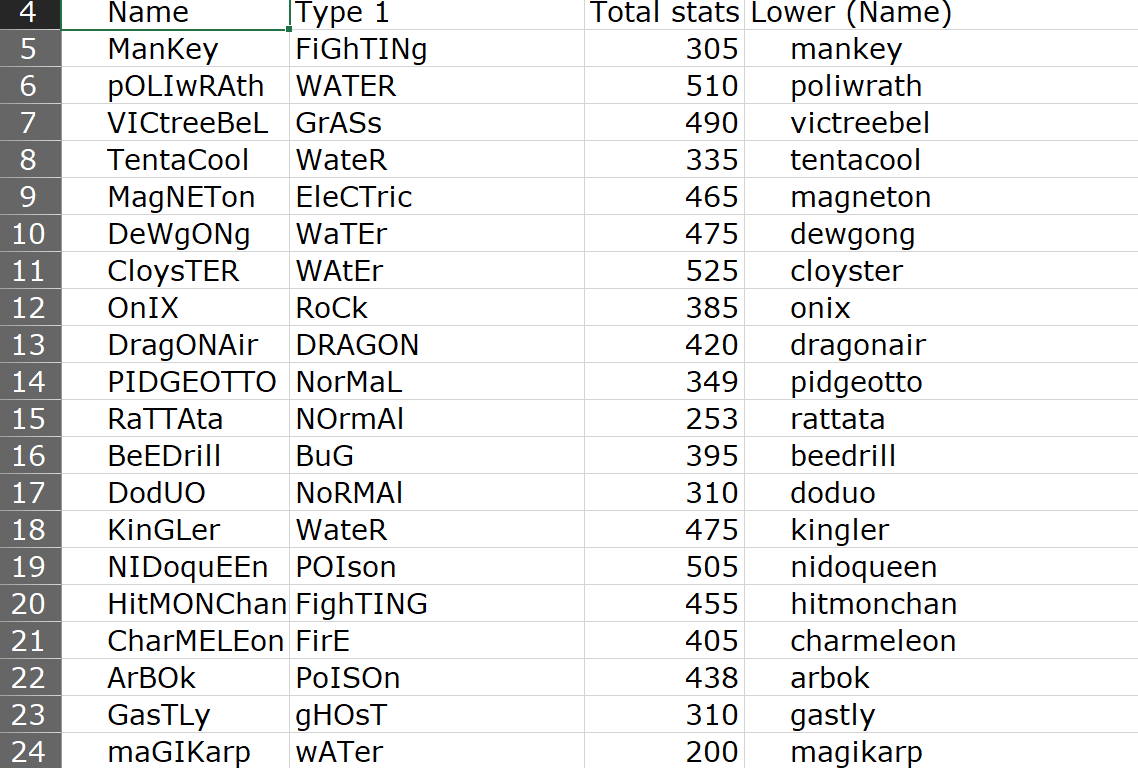 4 Name Type 1 Total stats Lower (Name)
5 ManKey FiGhTINg 305 mankey
6 pOLIwRAth WATER 510 poliwrath
7 VICtreeBeL GrASs 490 victreebel
8 TentaCool WateR 335 tentacool
9 MagNETon EleCTric 465 magneton
10 DeWgONg WaTEr 475 dewgong
11 CloysTER WAtEr 525 cloyster
12 OnIX RoCk 385 onix
13 DragONAir DRAGON 420 dragonair
14 PIDGEOTTO NorMaL 349 pidgeotto
15 RaTTAta NOrmAl 253 rattata
16 BeEDrill BuG 395 beedrill
17 DodUO NoRMAl 310 doduo
18 KinGLer WateR 475 kingler
19 NIDoquEEn POIson 505 nidoqueen
20 HitMONChan FighTING 455 hitmonchan
21 CharMELEon FirE 405 charmeleon
22 ArBOk PoISOn 438 arbok
23 GasTLy gHOsT 310 gastly
24 maGIKarp wATer 200 magikarp